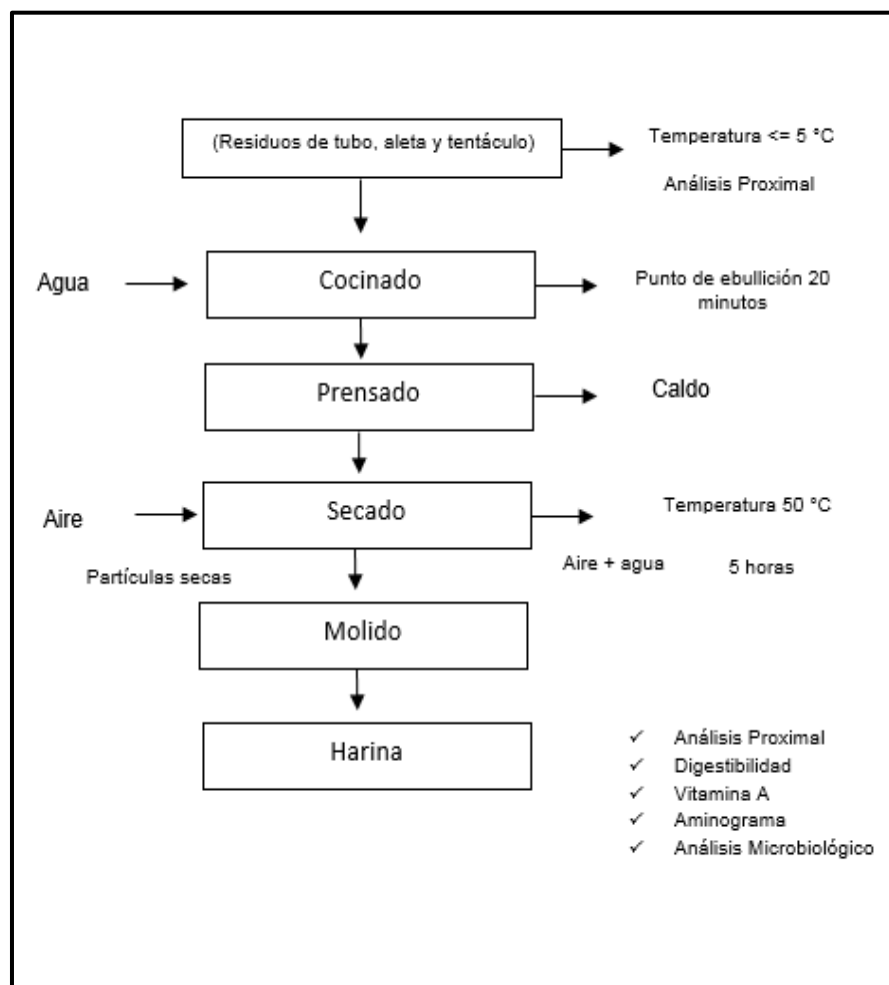 (Residuos de tubo, aleta y tentáculo)
Temperatura <= 5 °C
Análisis Proximal
Agua
Cocinado
Punto de ebullición 20
minutos
Prensado
Caldo
Aire
Secado
Temperatura 50 °C
Partículas secas
Aire + agua
5 horas
Molido
Harina
✓ Análisis Proximal
✓ Digestibilidad
✓ Vitamina A
✓ Aminograma
✓ Análisis Microbiológico